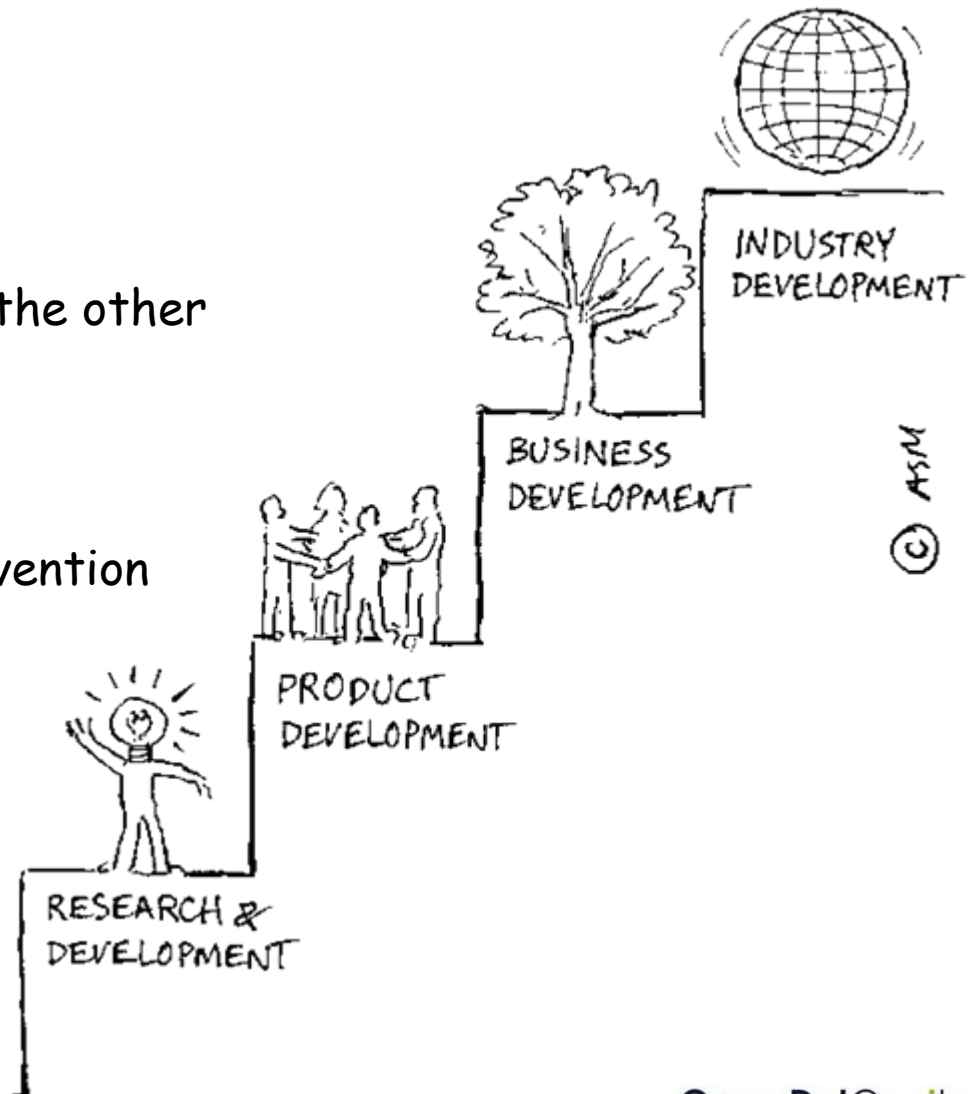 INDUSTRY
DEVELOPMENT
the other
BUSINESS
DEVELOPMENT
© ASM
vention
PRODUCT
DEVELOPMENT
RESEARCH &
DEVELOPMENT